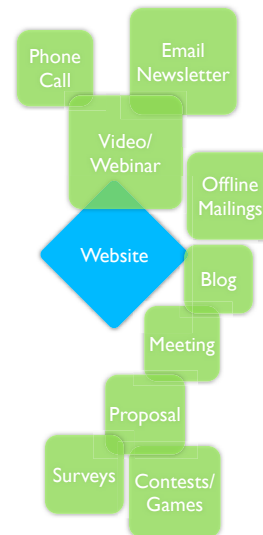 Phone
Call
Email
Newsletter
Video/
Webinar
Offline
Mailings
Website
Blog
Meeting
Proposal
Surveys
Contests/
Games